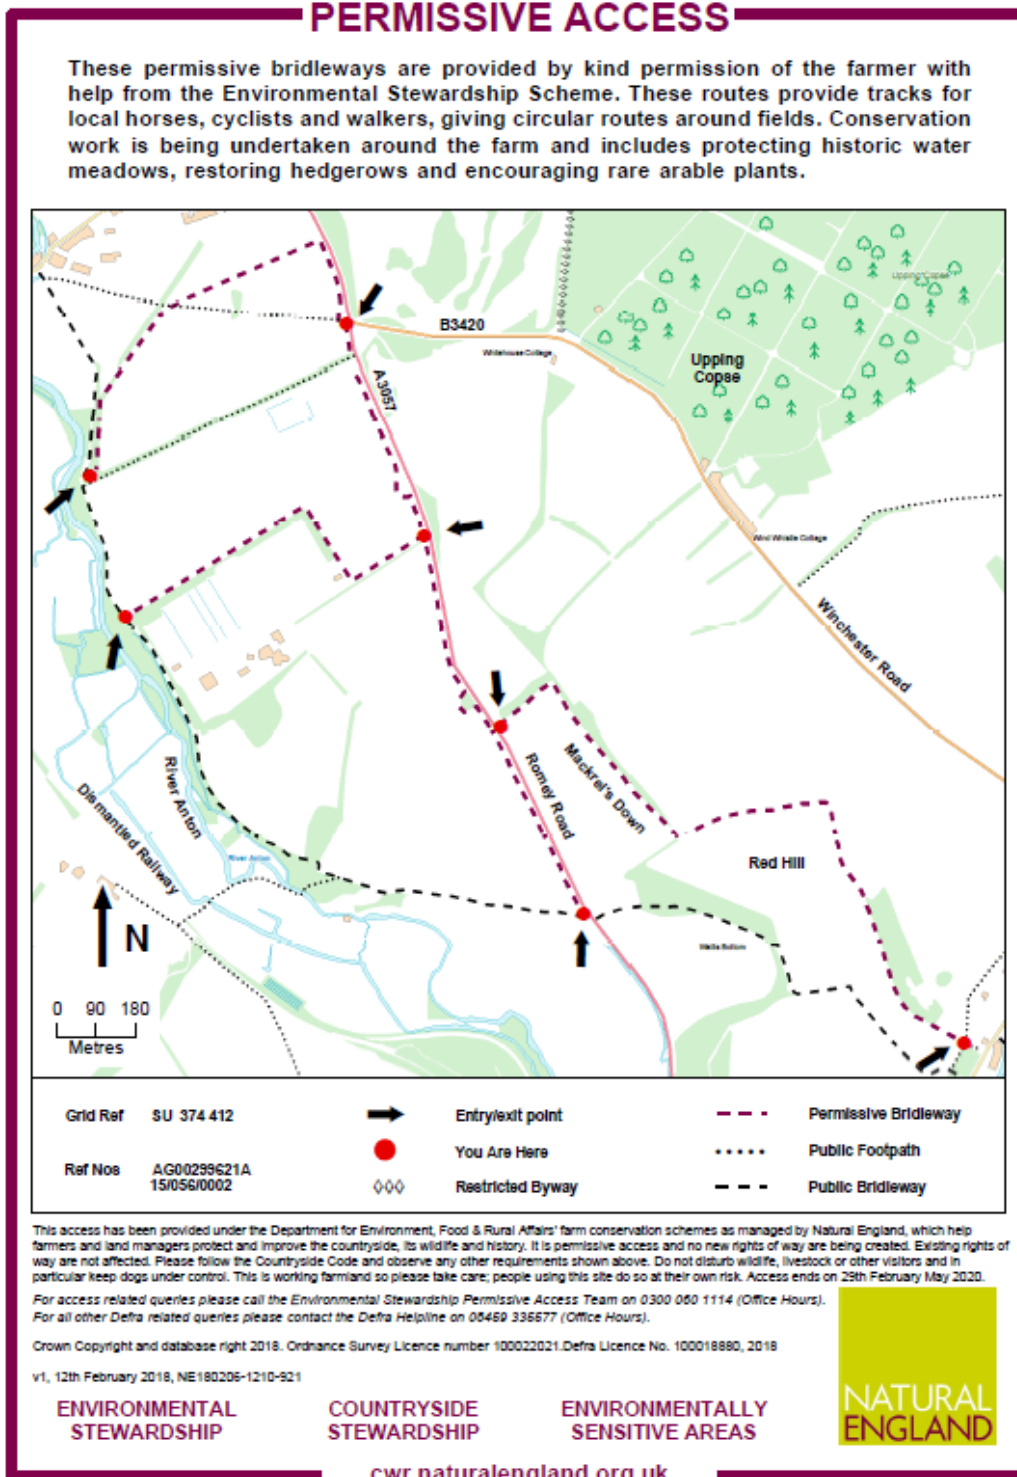 PERMISSIVE ACCESS
These permissive bridleways are provided by kind permission of the farmer with
help from the Environmental Stewardship Scheme. These routes provide tracks for
local horses, cyclists and walkers, giving circular routes around fields. Conservation
work is being undertaken around the farm and includes protecting historic water
meadows, restoring hedgerows and encouraging rare arable plants.
Upping Copse
B3420
Whitehouse Cottage
Upping
Copse
A3057
Wind Whistle Cottage
Winchester Road
Mackrel's Down
Romsey Road
River Anton
Dismantled Railway
River Anton
Red Hill
Wallis Bottom
N
0 90 180
Metres
Grid Ref SU 374 412
Entry/exit point
Permissive Bridleway
You Are Here
Public Footpath
Ref Nos AG00299621A
15/056/0002
Restricted Byway
Public Bridleway
This access has been provided under the Department for Environment, Food & Rural Affairs' farm conservation schemes as managed by Natural England, which help
farmers and land managers protect and improve the countryside, its wildlife and history. It is permissive access and no new rights of way are being created. Existing rights of
way are not affected. Please follow the Countryside Code and observe any other requirements shown above. Do not disturb wildlife, livestock or other visitors and in
particular keep dogs under control. This is working farmland so please take care; people using this site do so at their own risk. Access ends on 29th February May 2020.
For access related queries please call the Environmental Stewardship Permissive Access Team on 0300 060 1114 (Office Hours).
For all other Defra related queries please contact the Defra Helpline on 08459 335577 (Office Hours).
Crown Copyright and database right 2018. Ordnance Survey Licence number 100022021.Defra Licence No. 100018880, 2018
v1, 12th February 2018, NE180206-1210-921
ENVIRONMENTAL
STEWARDSHIP
COUNTRYSIDE
STEWARDSHIP
ENVIRONMENTALLY
SENSITIVE AREAS
NATURAL
ENGLAND
cwr.naturalengland.org.uk